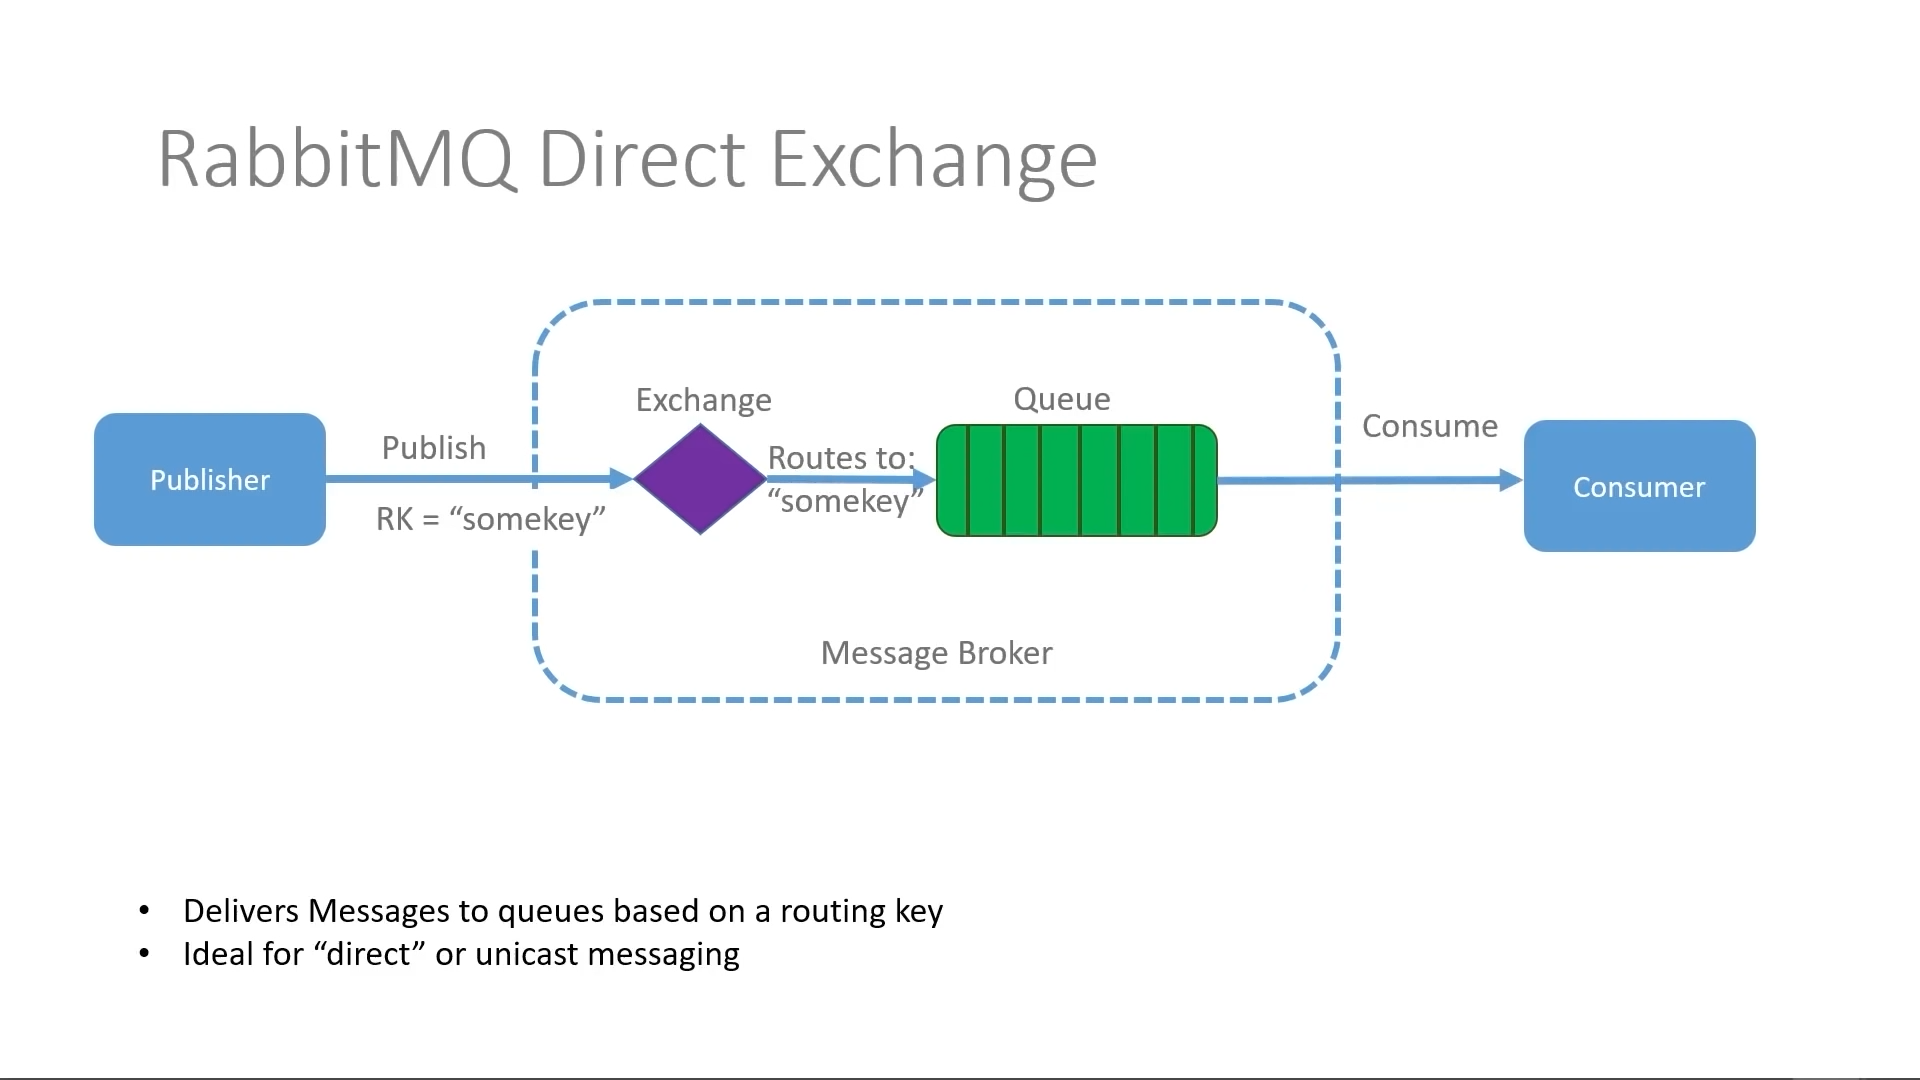 RabbitMQ Direct Exchange
Exchange
Queue
Publish
Consume
Publisher
Routes to:
Consumer
RK = “somekey”
“somekey”
Message Broker
• Delivers Messages to queues based on a routing key
• Ideal for “direct” or unicast messaging